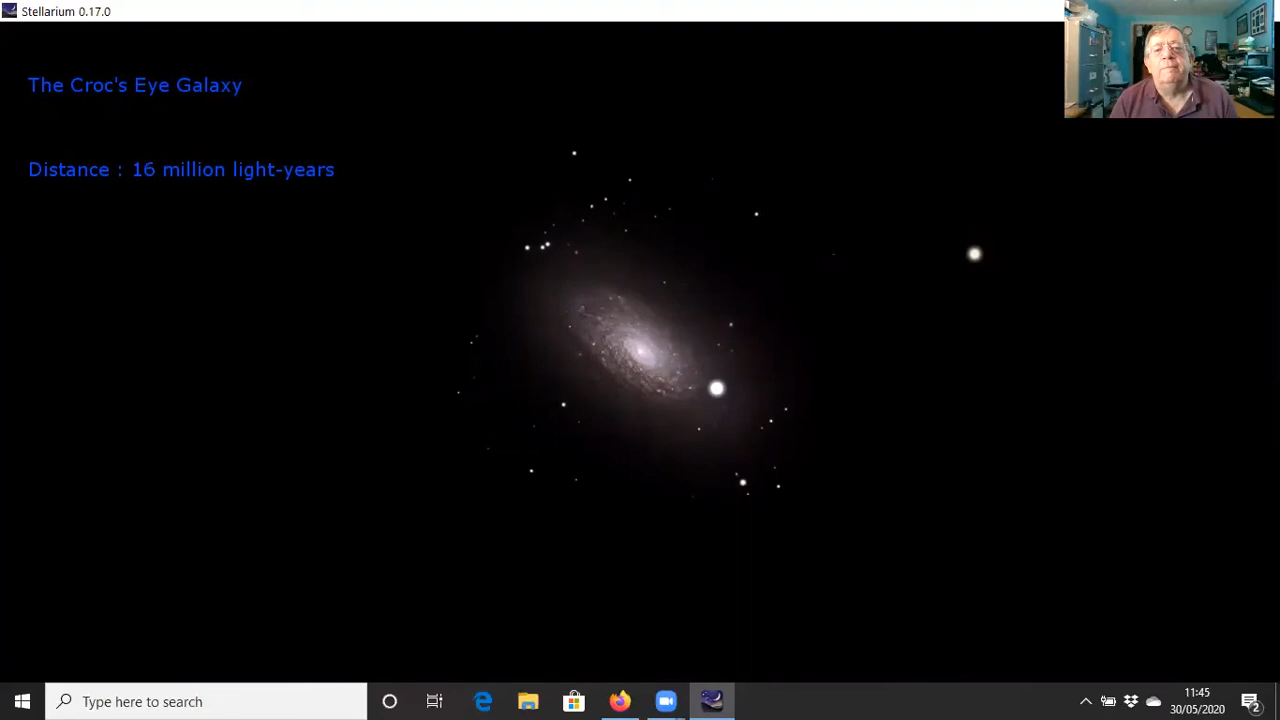 Stellarium 0.17.0
The Croc's Eye Galaxy
Distance : 16 million light-years
Type here to search
11:45
30/05/2020
2